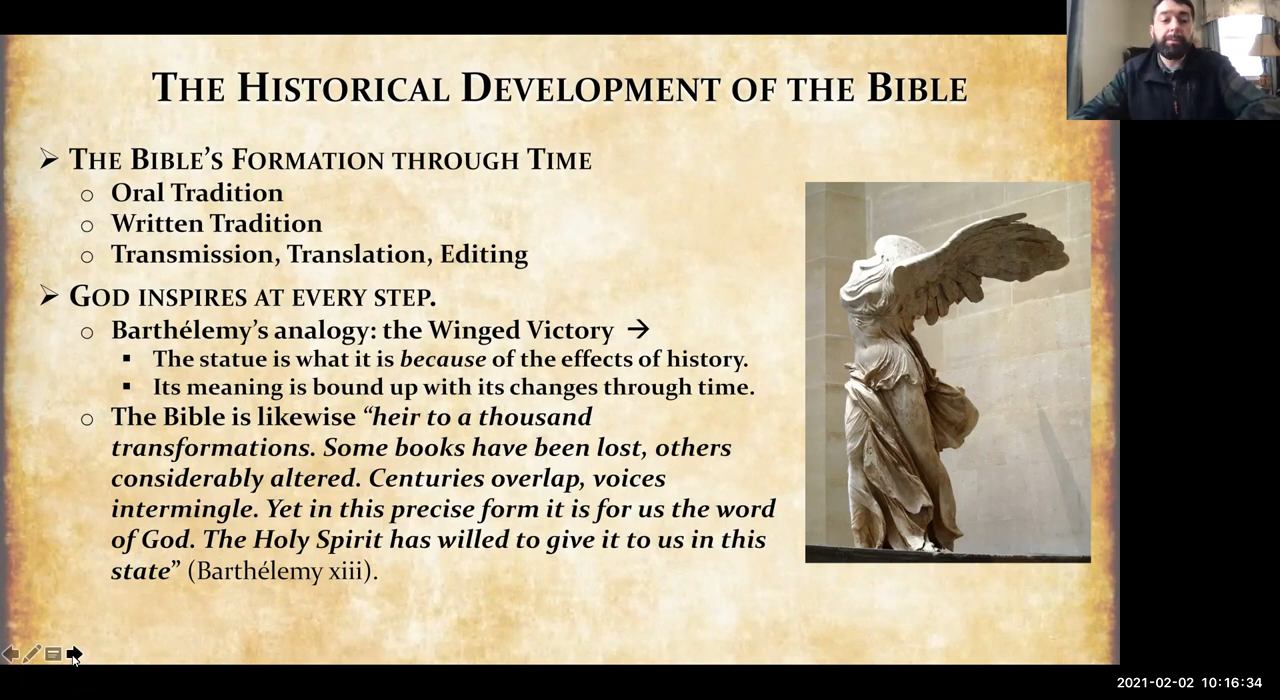 THE HISTORICAL DEVELOPMENT OF THE BIBLE
➢ THE BIBLE'S FORMATION THROUGH TIME
○ Oral Tradition
○ Written Tradition
○ Transmission, Translation, Editing
➢ GOD INSPIRES AT EVERY STEP.
○ Barthélemy's analogy: the Winged Victory →
▪ The statue is what it is because of the effects of history.
▪ Its meaning is bound up with its changes through time.
○ The Bible is likewise “heir to a thousand
transformations. Some books have been lost, others
considerably altered. Centuries overlap, voices
intermingle. Yet in this precise form it is for us the word
of God. The Holy Spirit has willed to give it to us in this
state” (Barthélemy xiii).
2021-02-02 10:16:34